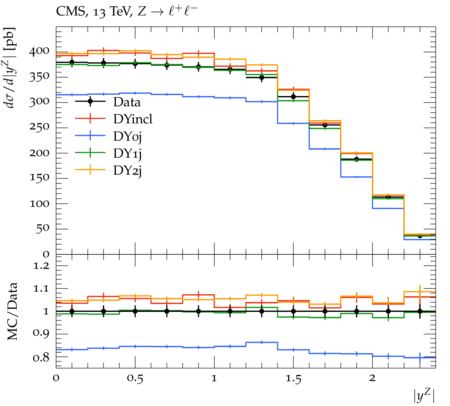 CMS, 13 TeV, Z → ℓ⁺ℓ⁻
dσ/d|y^Z| [pb]
400
350
300
250
200
150
100
50
0
Data
DYincl
DY0j
DY1j
DY2j
MC/Data
1.2
1.1
1
0.9
0.8
0 0.5 1 1.5 2
|y^Z|